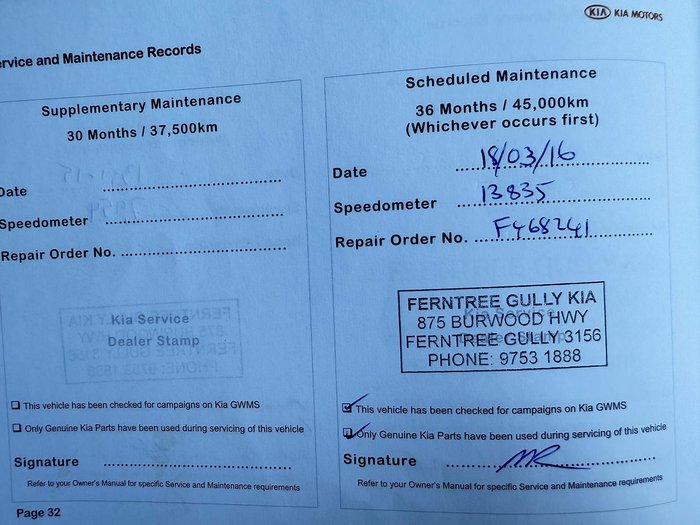 KIA KIA MOTORS
ervice and Maintenance Records
Supplementary Maintenance
30 Months / 37,500km
Date
Speedometer
Repair Order No.
Kia Service
Dealer Stamp
This vehicle has been checked for campaigns on Kia GWMS
Only Genuine Kia Parts have been used during servicing of this vehicle
Signature
Refer to your Owner's Manual for specific Service and Maintenance requirements
Page 32
Scheduled Maintenance
36 Months / 45,000km
(Whichever occurs first)
Date 18/03/16
Speedometer 13835
Repair Order No. F468241
Kia Service
Dealer Stamp
FERNTREE GULLY KIA
875 BURWOOD HWY
FERNTREE GULLY 3156
PHONE: 9753 1888
This vehicle has been checked for campaigns on Kia GWMS
Only Genuine Kia Parts have been used during servicing of this vehicle
Signature
Refer to your Owner's Manual for specific Service and Maintenance requirements